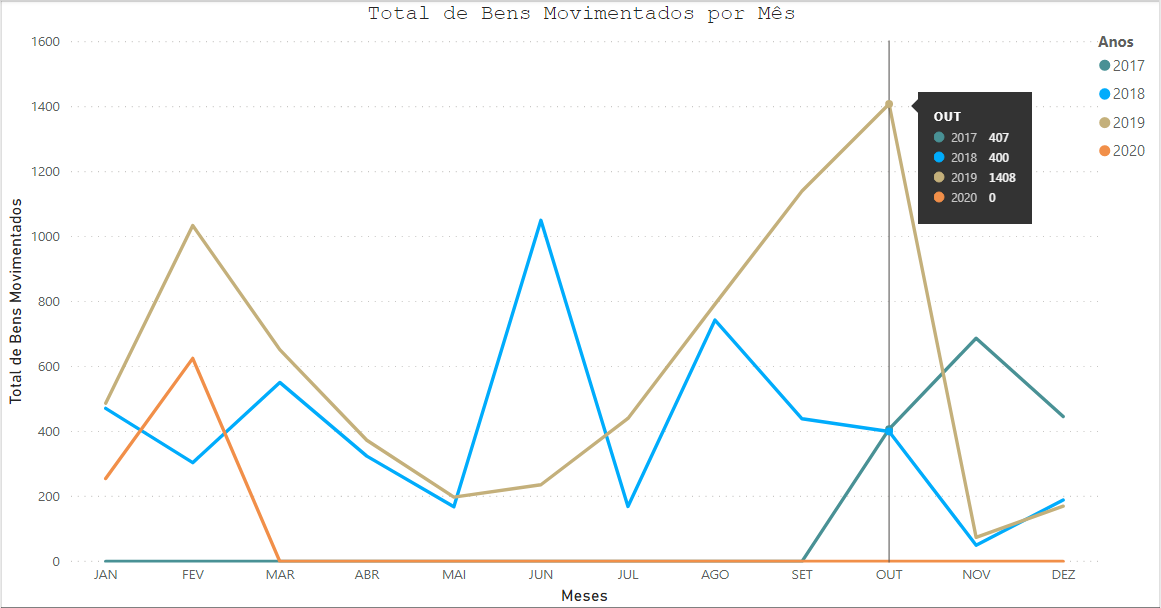 Total de Bens Movimentados por Mês
Anos
2017
2018
2019
2020
1600
1400
1200
1000
800
600
400
200
0
Total de Bens Movimentados
OUT
2017 407
2018 400
2019 1408
2020 0
JAN FEV MAR ABR MAI JUN JUL AGO SET OUT NOV DEZ
Meses